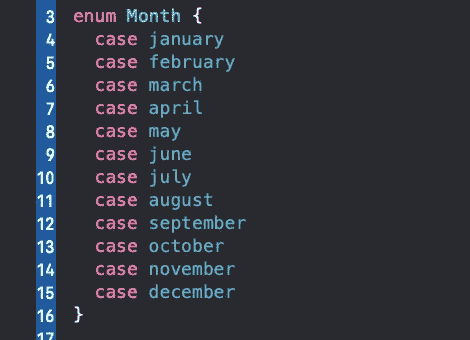 3 enum Month {
4   case january
5   case february
6   case march
7   case april
8   case may
9   case june
10   case july
11   case august
12   case september
13   case october
14   case november
15   case december
16 }
17